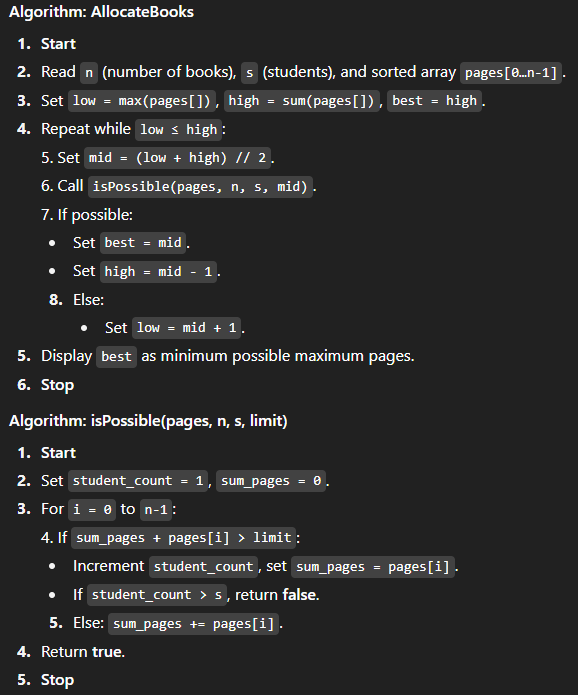 Algorithm: AllocateBooks
1. Start
2. Read n (number of books), s (students), and sorted array pages[0…n-1].
3. Set low = max(pages[]), high = sum(pages[]), best = high.
4. Repeat while low ≤ high:
5. Set mid = (low + high) // 2.
6. Call isPossible(pages, n, s, mid).
7. If possible:
• Set best = mid.
• Set high = mid - 1.
8. Else:
• Set low = mid + 1.
5. Display best as minimum possible maximum pages.
6. Stop
Algorithm: isPossible(pages, n, s, limit)
1. Start
2. Set student_count = 1, sum_pages = 0.
3. For i = 0 to n-1:
4. If sum_pages + pages[i] > limit:
• Increment student_count, set sum_pages = pages[i].
• If student_count > s, return false.
5. Else: sum_pages += pages[i].
4. Return true.
5. Stop